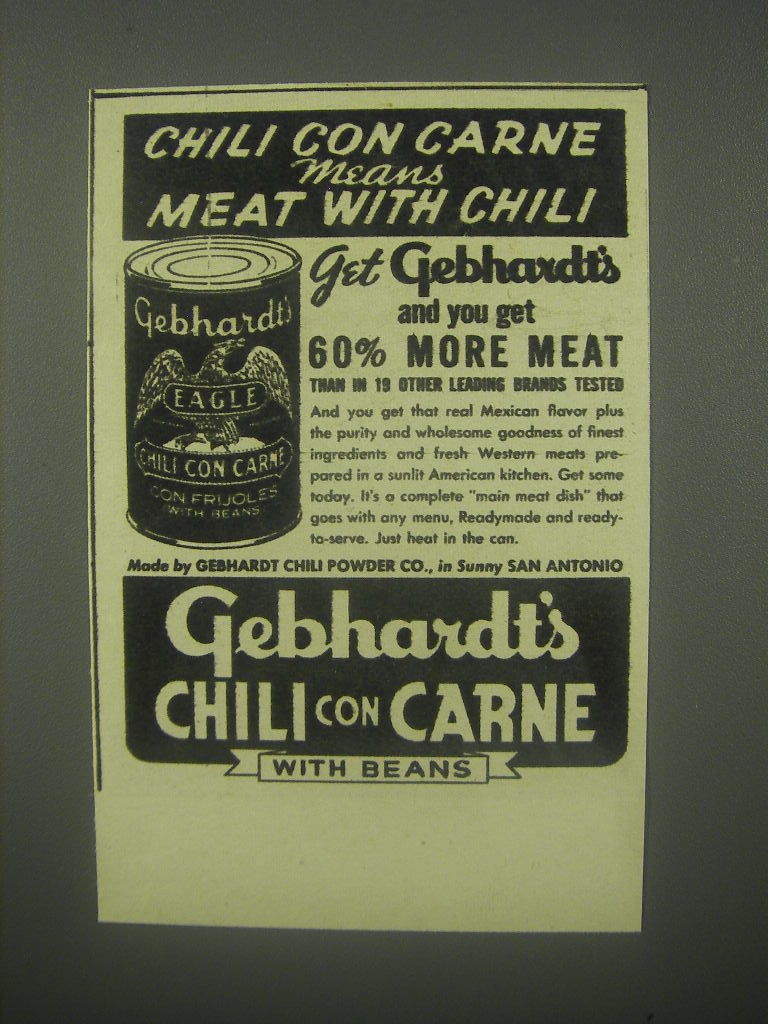 CHILI CON CARNE
Means
MEAT WITH CHILI
Gebhardt's
EAGLE
CHILI CON CARNE
CON FRIJOLES
WITH BEANS
Get Gebhardt's
and you get
60% MORE MEAT
THAN IN 19 OTHER LEADING BRANDS TESTED
And you get that real Mexican flavor plus
the purity and wholesome goodness of finest
ingredients and fresh Western meats pre-
pared in a sunlit American kitchen. Get some
today. It's a complete "main meat dish" that
goes with any menu, Readymade and ready-
to-serve. Just heat in the can.
Made by GEBHARDT CHILI POWDER CO., in Sunny SAN ANTONIO
Gebhardt's
CHILI CON CARNE
WITH BEANS